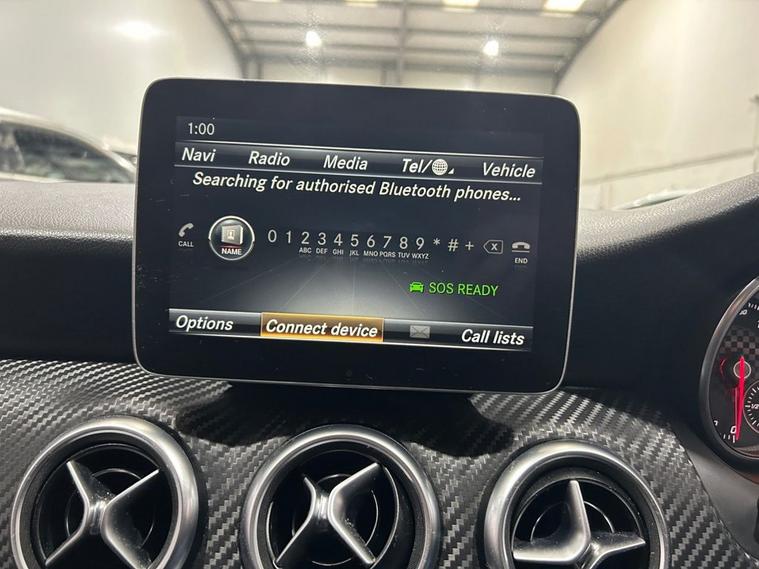 1:00
Navi Radio Media Tel/ Vehicle
Searching for authorised Bluetooth phones...
CALL NAME 0 1 2 3 4 5 6 7 8 9 * # + END
ABC DEF GHI JKL MNO PQRS TUV WXYZ
SOS READY
Options Connect device Call lists